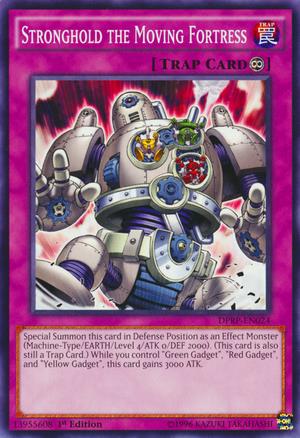 STRONGHOLD THE MOVING FORTRESS
TRAP
罠
[TRAP CARD]
DPRP-EN024
Special Summon this card in Defense Position as an Effect Monster
(Machine-Type/EARTH/Level 4/ATK 0/DEF 2000). (This card is also
still a Trap Card.) While you control "Green Gadget", "Red Gadget",
and "Yellow Gadget", this card gains 3000 ATK.
13955608
1st Edition
©1996 KAZUKI TAKAHASHI